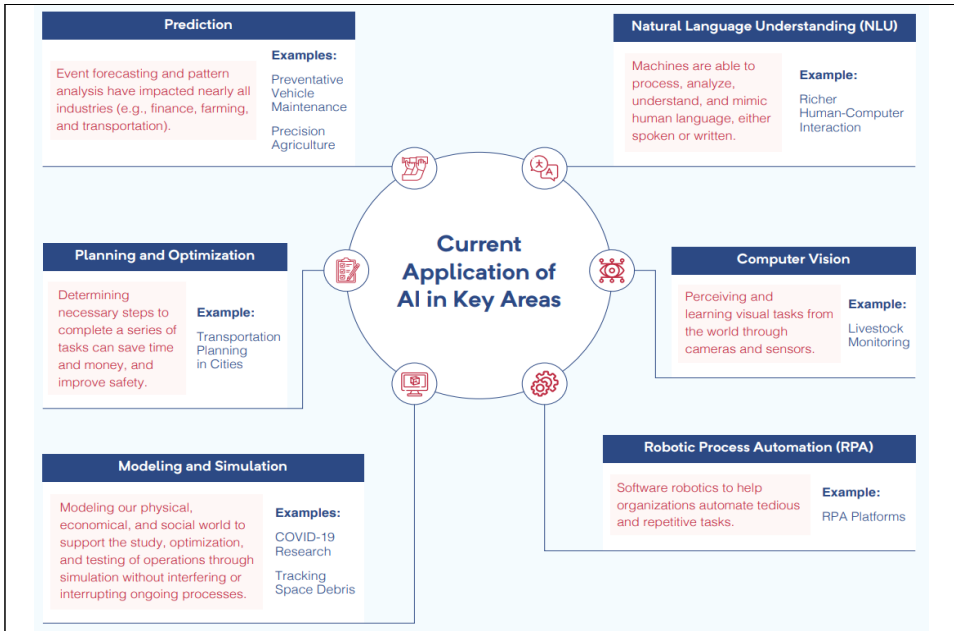 Prediction
Event forecasting and pattern
analysis have impacted nearly all
industries (e.g., finance, farming,
and transportation).
Examples:
Preventative
Vehicle
Maintenance
Precision
Agriculture
Natural Language Understanding (NLU)
Machines are able to
process, analyze,
understand, and mimic
human language, either
spoken or written.
Example:
Richer
Human-Computer
Interaction
Current
Application of
AI in Key Areas
Planning and Optimization
Determining
necessary steps to
complete a series of
tasks can save time
and money, and
improve safety.
Example:
Transportation
Planning
in Cities
Computer Vision
Perceiving and
learning visual tasks from
the world through
cameras and sensors.
Example:
Livestock
Monitoring
Modeling and Simulation
Modeling our physical,
economical, and social world to
support the study, optimization,
and testing of operations through
simulation without interfering or
interrupting ongoing processes.
Examples:
COVID-19
Research
Tracking
Space Debris
Robotic Process Automation (RPA)
Software robotics to help
organizations automate tedious
and repetitive tasks.
Example:
RPA Platforms
大
A